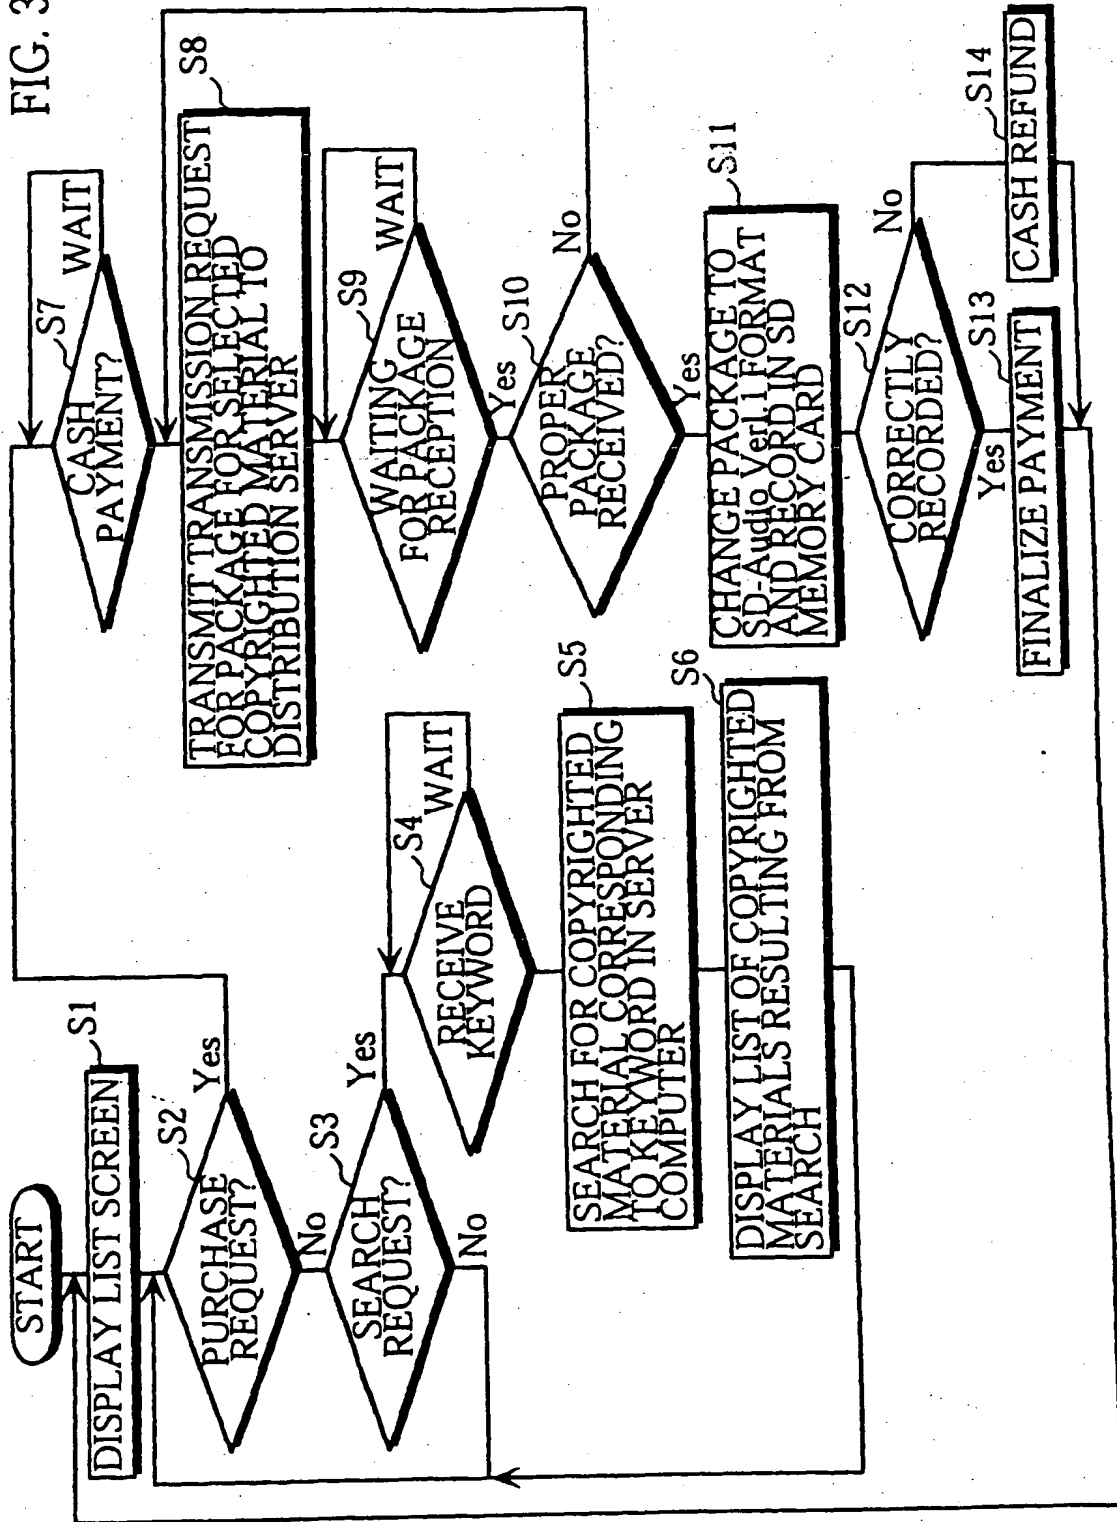 FIG. 3
START
S1
DISPLAY LIST SCREEN
S2
PURCHASE
REQUEST?
Yes
No
S3
SEARCH
REQUEST?
Yes
No
S4
RECEIVE
KEYWORD
WAIT
S5
SEARCH FOR COPYRIGHTED
MATERIAL CORRESPONDING
TO KEYWORD IN SERVER
COMPUTER
S6
DISPLAY LIST OF COPYRIGHTED
MATERIALS RESULTING FROM
SEARCH
S7
CASH
PAYMENT?
WAIT
S8
TRANSMIT TRANSMISSION REQUEST
FOR PACKAGE FOR SELECTED
COPYRIGHTED MATERIAL TO
DISTRIBUTION SERVER
S9
WAITING
FOR PACKAGE
RECEPTION
WAIT
Yes
S10
PROPER
PACKAGE
RECEIVED?
No
Yes
S11
CHANGE PACKAGE TO
SD-Audio Ver1.1 FORMAT
AND RECORD IN SD
MEMORY CARD
S12
CORRECTLY
RECORDED?
No
Yes
S13
FINALIZE PAYMENT
S14
CASH REFUND